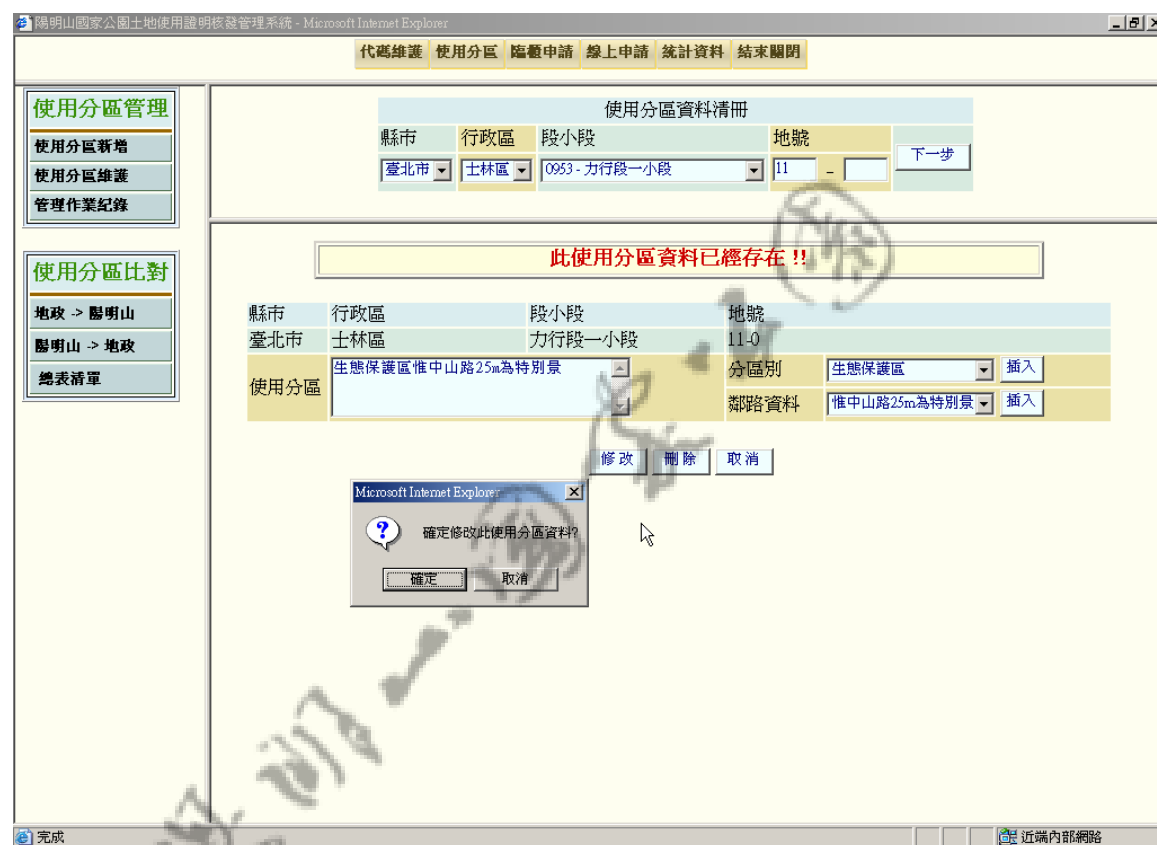 陽明山國家公園土地使用證明核發管理系統 - Microsoft Internet Explorer
代碼維護 使用分區 臨櫃申請 線上申請 統計資料 結束關閉
使用分區管理
使用分區新增
使用分區維護
管理作業紀錄
使用分區比對
地政 -> 陽明山
陽明山 -> 地政
總表清單
使用分區資料清冊
縣市 行政區 段小段 地號
臺北市 士林區 0953 - 力行段一小段 11 - 下一步
此使用分區資料已經存在 !!
縣市 行政區 段小段 地號
臺北市 士林區 力行段一小段 11-0
使用分區 生態保護區惟中山路25m為特別景 分區別 生態保護區 插入
鄰路資料 惟中山路25m為特別景 插入
修改 刪除 取消
Microsoft Internet Explorer
確定修改此使用分區資料?
確定 取消
完成 近端內部網路